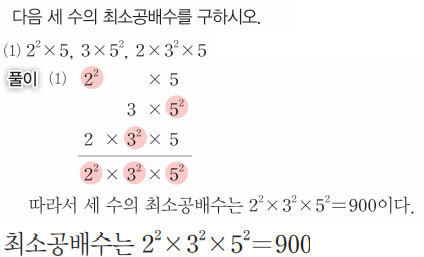 다음 세 수의 최소공배수를 구하시오.
(1) 2²×5, 3×5², 2×3²×5
풀이 (1) 2² × 5
3 × 5²
2 × 3² × 5
2² × 3² × 5²
따라서 세 수의 최소공배수는 2²×3²×5²=900이다.
최소공배수는 2²×3²×5²=900